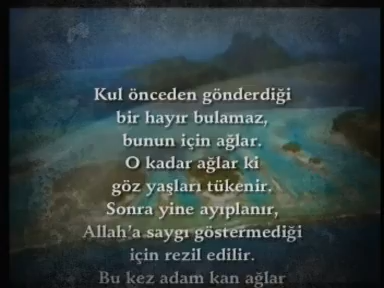 Kul önceden gönderdiği
bir hayır bulamaz,
bunun için ağlar.
O kadar ağlar ki
göz yaşları tükenir.
Sonra yine ayıplanır,
Allah'a saygı göstermediği
için rezil edilir.
Bu kez adam kan ağlar